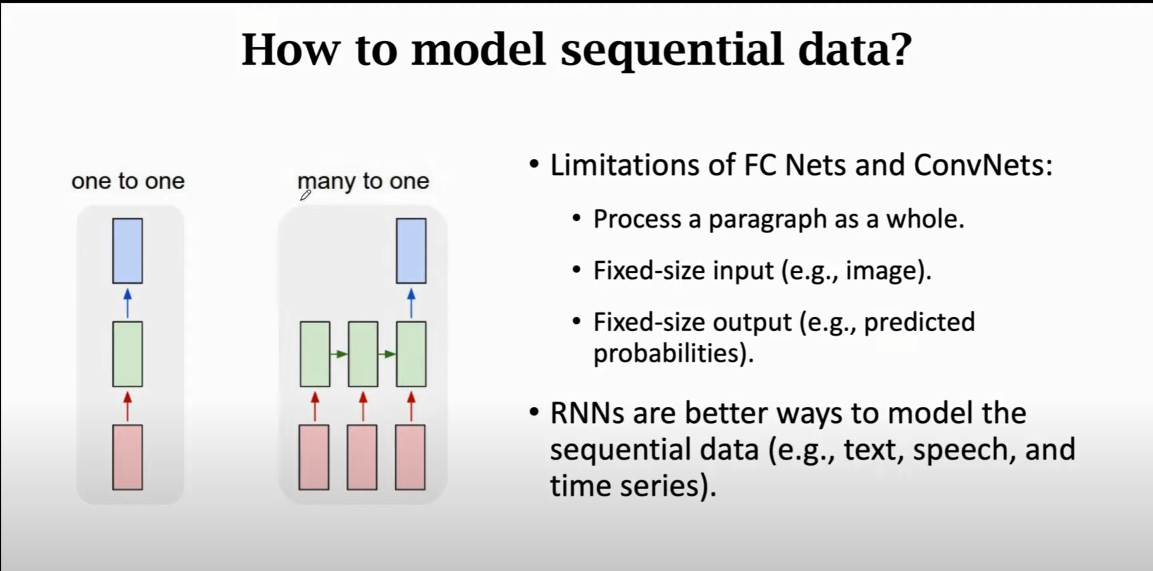 How to model sequential data?
one to one
many to one
• Limitations of FC Nets and ConvNets:
• Process a paragraph as a whole.
• Fixed-size input (e.g., image).
• Fixed-size output (e.g., predicted
probabilities).
• RNNs are better ways to model the
sequential data (e.g., text, speech, and
time series).